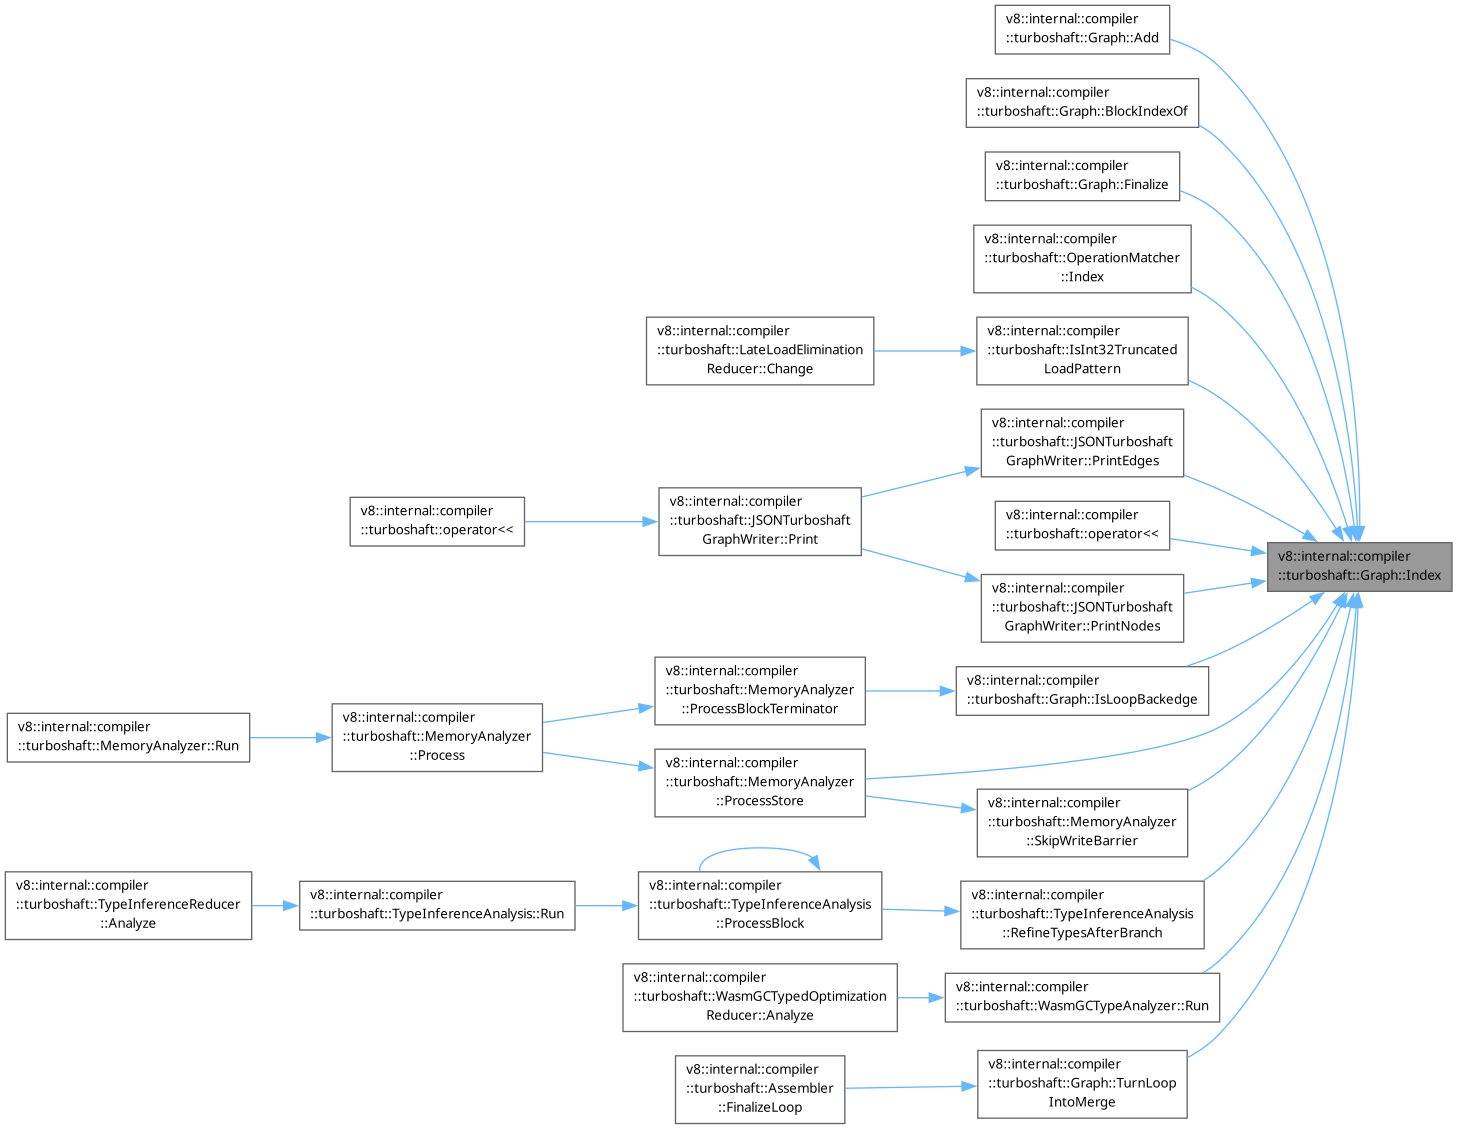 v8::internal::compiler
::turboshaft::Graph::Add
v8::internal::compiler
::turboshaft::Graph::BlockIndexOf
v8::internal::compiler
::turboshaft::Graph::Finalize
v8::internal::compiler
::turboshaft::OperationMatcher
::Index
v8::internal::compiler
::turboshaft::LateLoadElimination
Reducer::Change
v8::internal::compiler
::turboshaft::IsInt32Truncated
LoadPattern
v8::internal::compiler
::turboshaft::JSONTurboshaft
GraphWriter::PrintEdges
v8::internal::compiler
::turboshaft::operator<<
v8::internal::compiler
::turboshaft::JSONTurboshaft
GraphWriter::Print
v8::internal::compiler
::turboshaft::operator<<
v8::internal::compiler
::turboshaft::Graph::Index
v8::internal::compiler
::turboshaft::JSONTurboshaft
GraphWriter::PrintNodes
v8::internal::compiler
::turboshaft::MemoryAnalyzer::Run
v8::internal::compiler
::turboshaft::MemoryAnalyzer
::Process
v8::internal::compiler
::turboshaft::MemoryAnalyzer
::ProcessBlockTerminator
v8::internal::compiler
::turboshaft::Graph::IsLoopBackedge
v8::internal::compiler
::turboshaft::MemoryAnalyzer
::ProcessStore
v8::internal::compiler
::turboshaft::MemoryAnalyzer
::SkipWriteBarrier
v8::internal::compiler
::turboshaft::TypeInferenceReducer
::Analyze
v8::internal::compiler
::turboshaft::TypeInferenceAnalysis::Run
v8::internal::compiler
::turboshaft::TypeInferenceAnalysis
::ProcessBlock
v8::internal::compiler
::turboshaft::TypeInferenceAnalysis
::RefineTypesAfterBranch
v8::internal::compiler
::turboshaft::WasmGCTypedOptimization
Reducer::Analyze
v8::internal::compiler
::turboshaft::WasmGCTypeAnalyzer::Run
v8::internal::compiler
::turboshaft::Assembler
::FinalizeLoop
v8::internal::compiler
::turboshaft::Graph::TurnLoop
IntoMerge